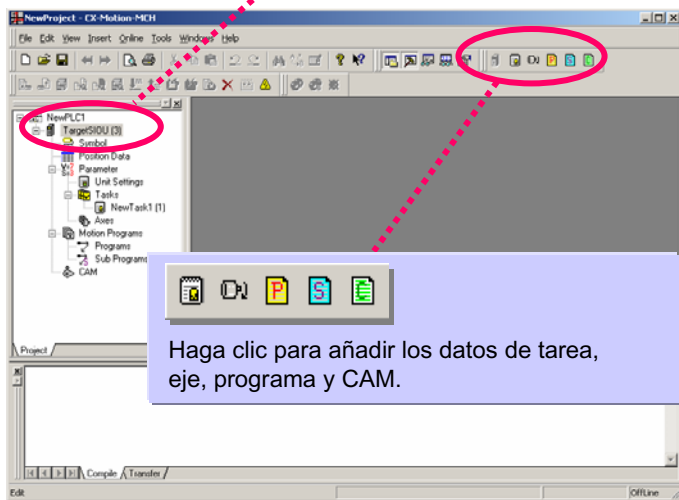 NewProject - CX-Motion-MCH
File Edit View Insert Online Tools Windows Help
NewPLC1
TargetSIOU (3)
Symbol
Position Data
Parameter
Unit Settings
Tasks
NewTask1 (1)
Axes
Motion Programs
Programs
Sub Programs
CAM
P S
Haga clic para añadir los datos de tarea,
eje, programa y CAM.
Project
Compile Transfer
Edit OffLine